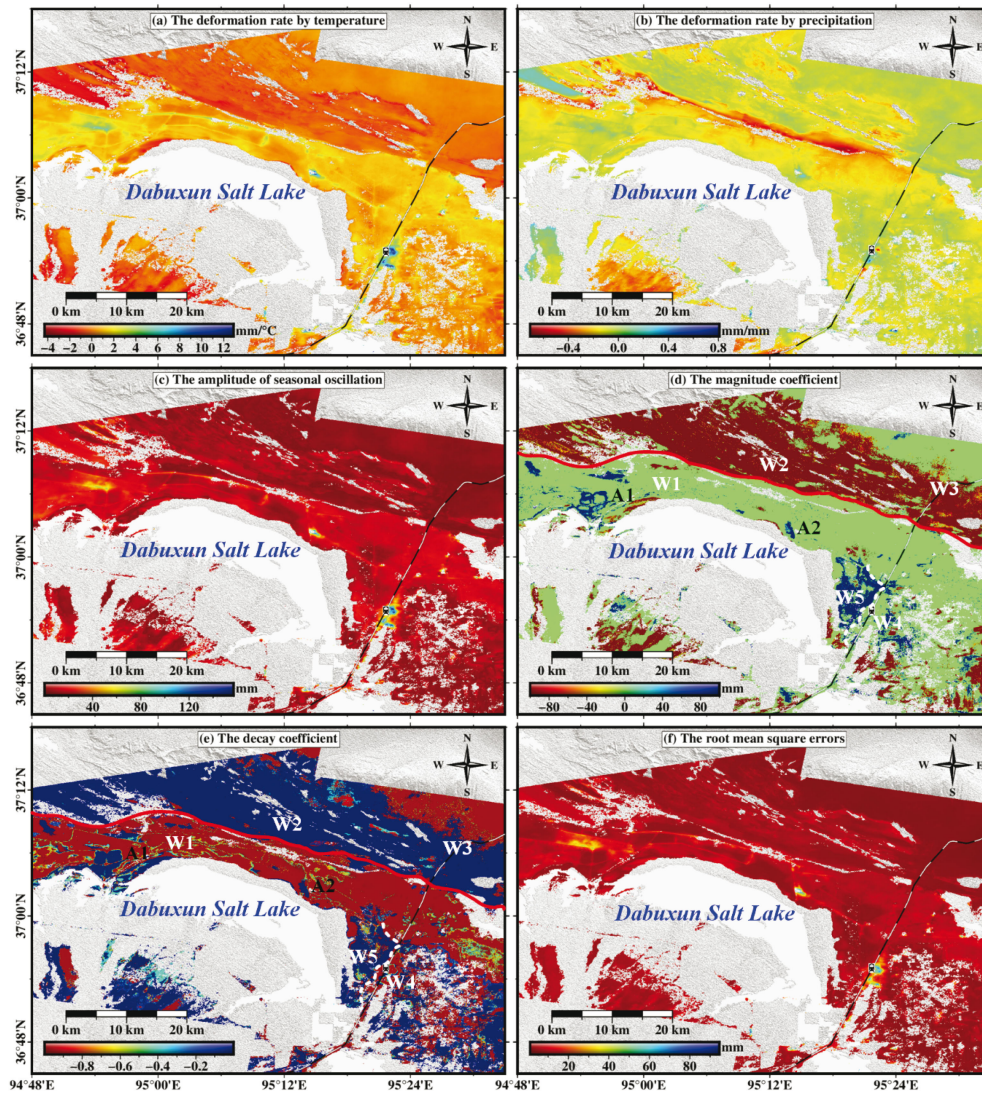 (a) The deformation rate by temperature
(b) The deformation rate by precipitation
N
W E
S
N
W E
S
37°12'N
37°00'N
36°48'N
Dabuxun Salt Lake
Dabuxun Salt Lake
0 km 10 km 20 km
0 km 10 km 20 km
mm/°C
mm/mm
−4 −2 0 2 4 6 8 10 12
−0.4 0.0 0.4 0.8
(c) The amplitude of seasonal oscillation
(d) The magnitude coefficient
N
W E
S
N
W E
S
37°12'N
37°00'N
36°48'N
W2
W1
W3
A1
A2
W5
W4
Dabuxun Salt Lake
Dabuxun Salt Lake
0 km 10 km 20 km
0 km 10 km 20 km
mm
mm
40 80 120
−80 −40 0 40 80
(e) The decay coefficient
(f) The root mean square errors
N
W E
S
N
W E
S
37°12'N
37°00'N
36°48'N
W2
W1
W3
A1
A2
W5
W4
Dabuxun Salt Lake
Dabuxun Salt Lake
0 km 10 km 20 km
0 km 10 km 20 km
mm
−0.8 −0.6 −0.4 −0.2
20 40 60 80
94°48'E 95°00'E 95°12'E 95°24'E
95°00'E 95°12'E 95°24'E